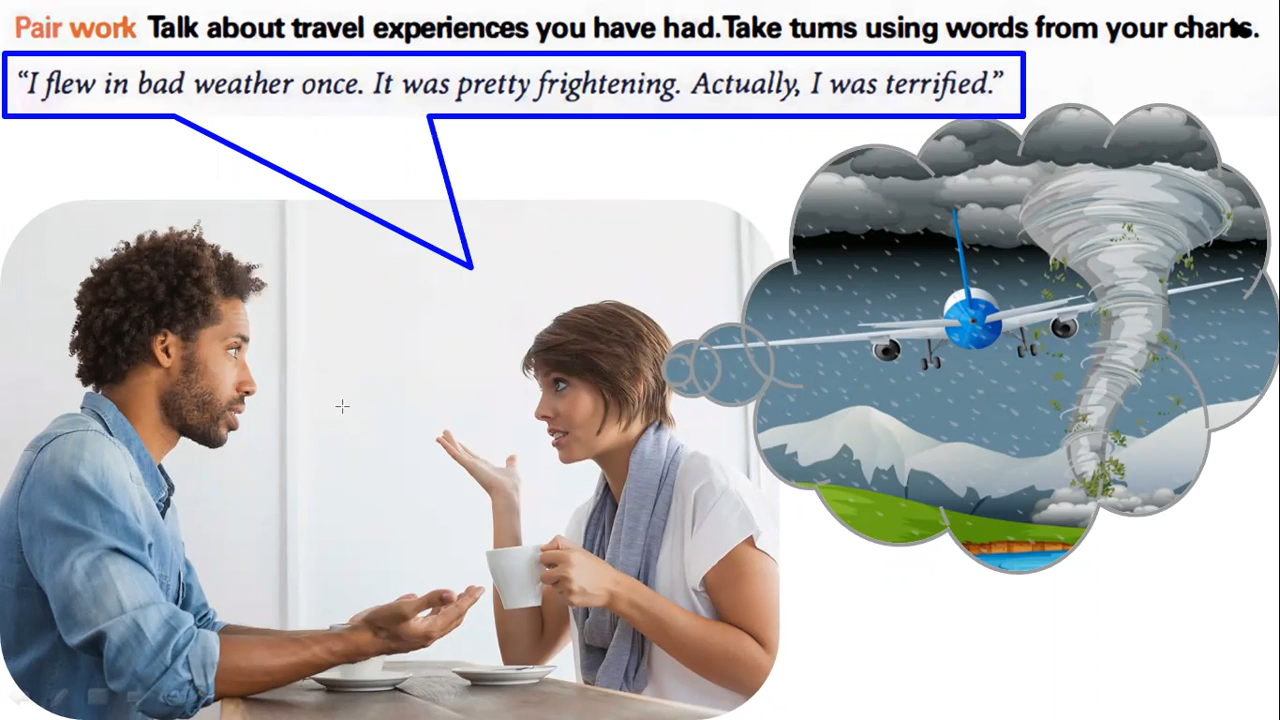 Pair work Talk about travel experiences you have had. Take turns using words from your charts.
“I flew in bad weather once. It was pretty frightening. Actually, I was terrified.”